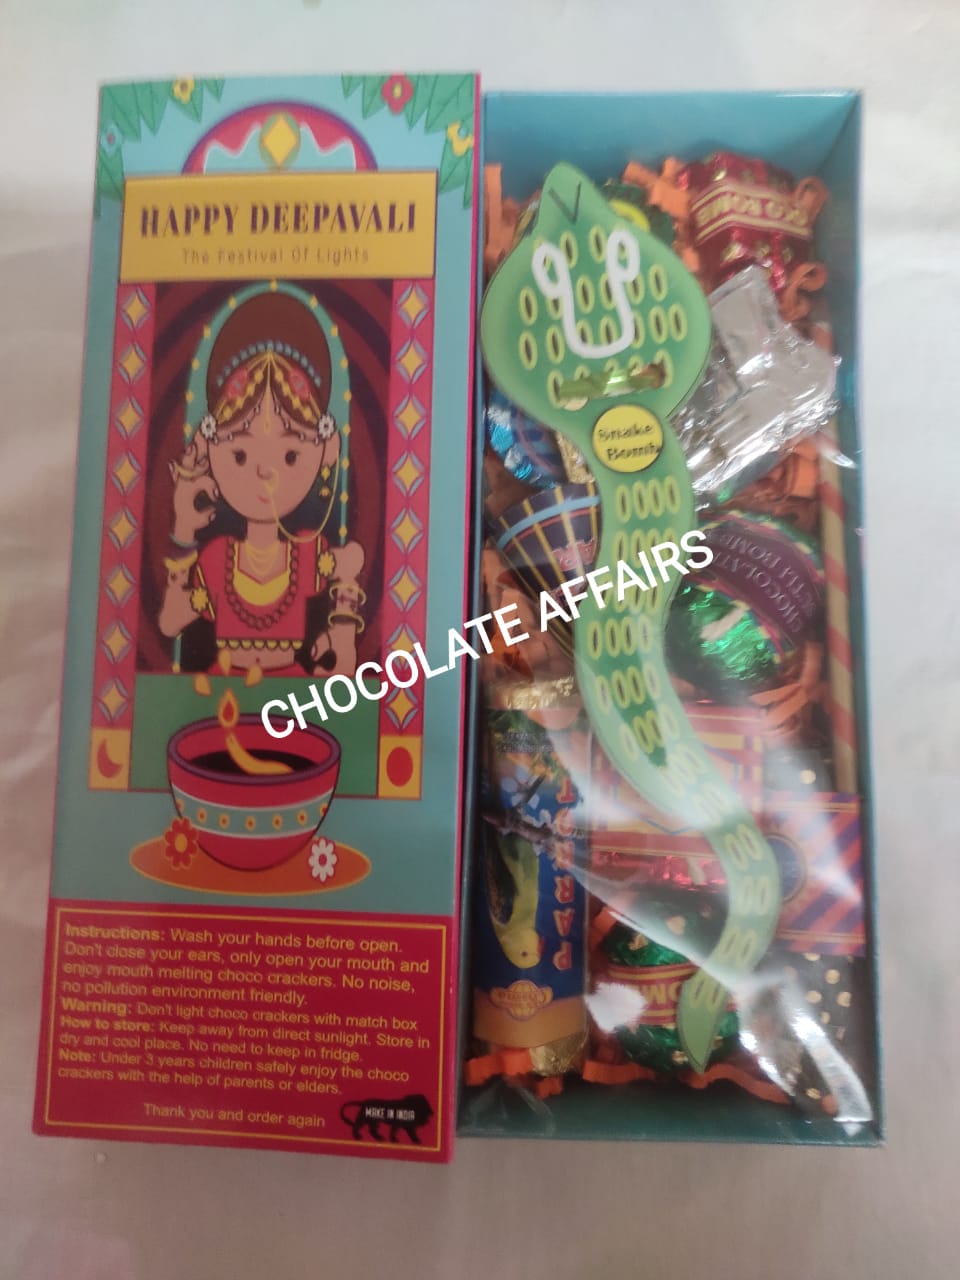 HAPPY DEEPAVALI
The Festival Of Lights
CHOCOLATE AFFAIRS
Instructions: Wash your hands before open.
Don't close your ears, only open your mouth and
enjoy mouth melting choco crackers. No noise,
no pollution environment friendly.
Warning: Don't light choco crackers with match box
How to store: Keep away from direct sunlight. Store in
dry and cool place. No need to keep in fridge.
Note: Under 3 years children safely enjoy the choco
crackers with the help of parents or elders.
Thank you and order again
MAKE IN INDIA
Snake
Bomb